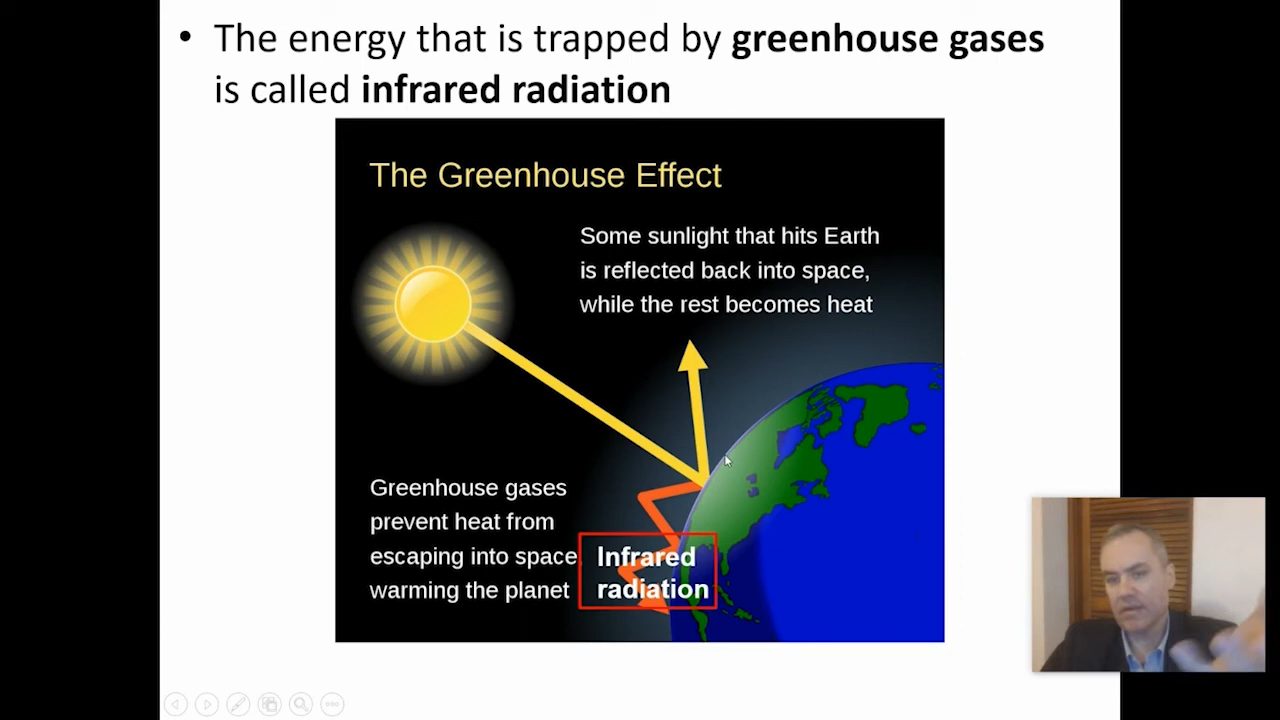 • The energy that is trapped by greenhouse gases
is called infrared radiation
The Greenhouse Effect
Some sunlight that hits Earth
is reflected back into space,
while the rest becomes heat
Greenhouse gases
prevent heat from
escaping into space
warming the planet
Infrared
radiation